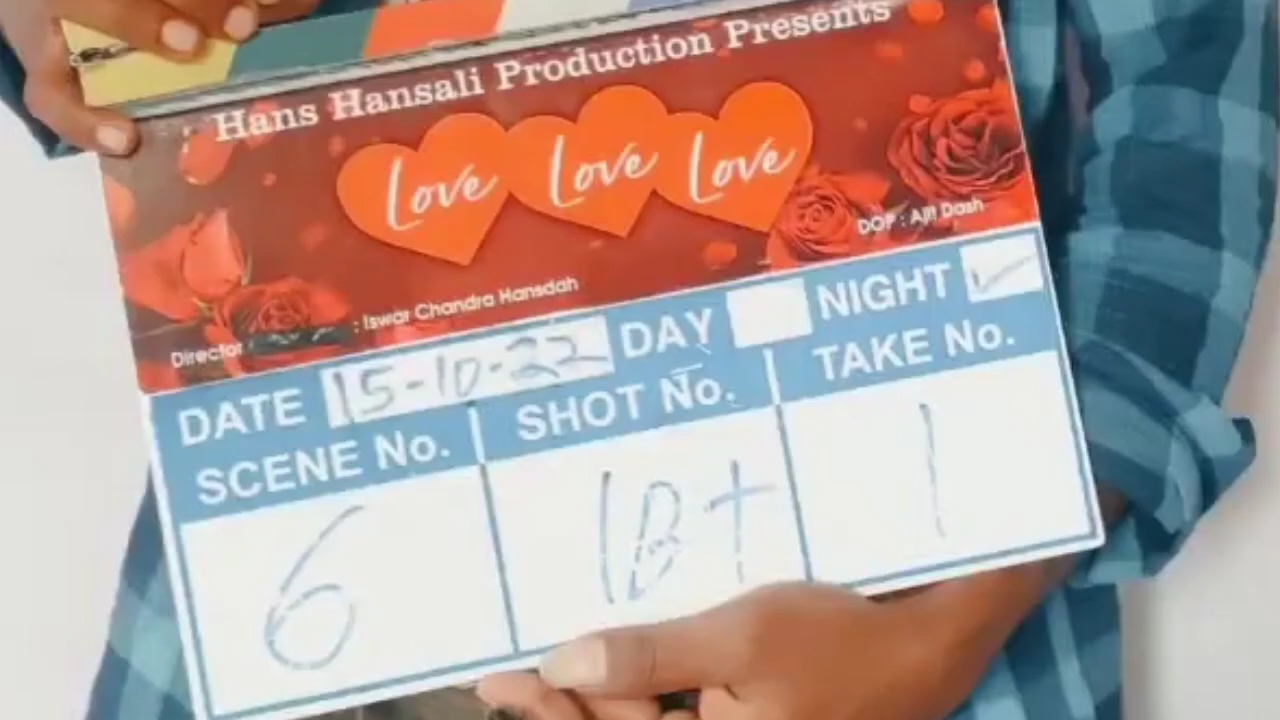 Hans Hansali Production Presents
Love Love Love
DOP : Ajit Dash
Director : Iswar Chandra Hansdah
DATE 15-10-22 DAY NIGHT
SCENE No. SHOT No. TAKE No.
6 1B+ 1